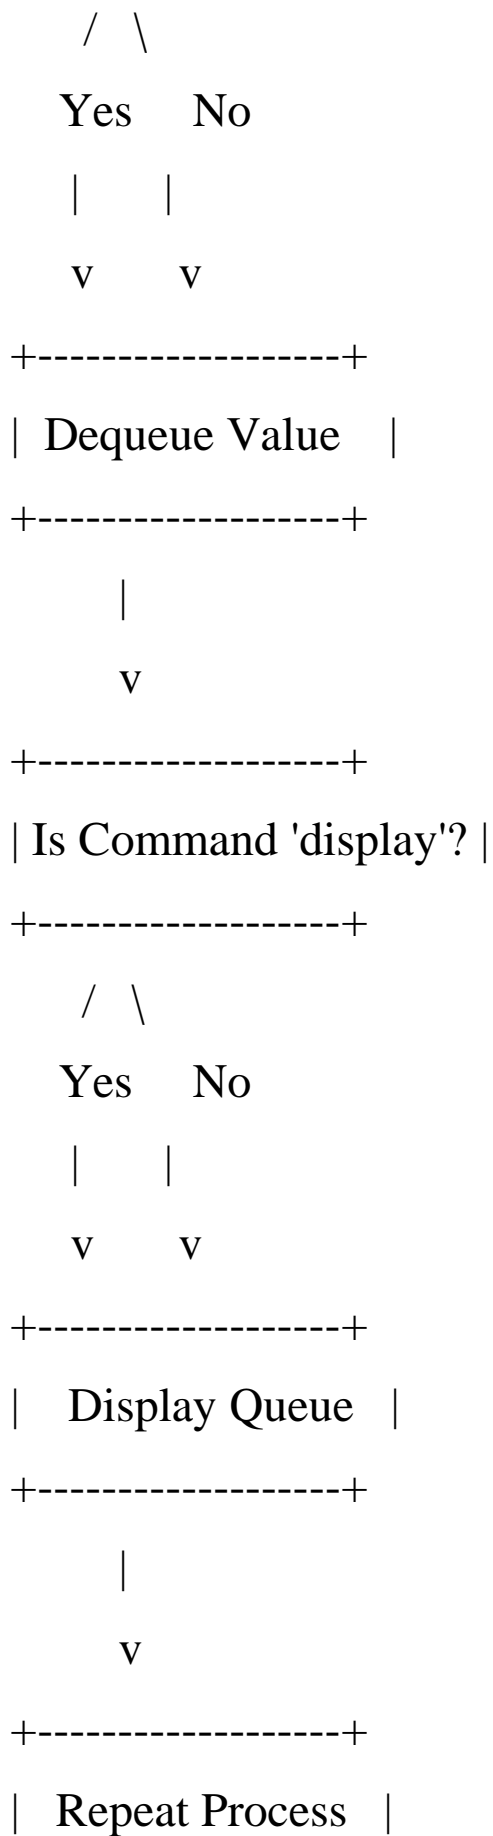 / \
Yes No
| |
v v
+-------------------+
| Dequeue Value |
+-------------------+
|
v
+-------------------+
| Is Command 'display'? |
+-------------------+
/ \
Yes No
| |
v v
+-------------------+
| Display Queue |
+-------------------+
|
v
+-------------------+
| Repeat Process |